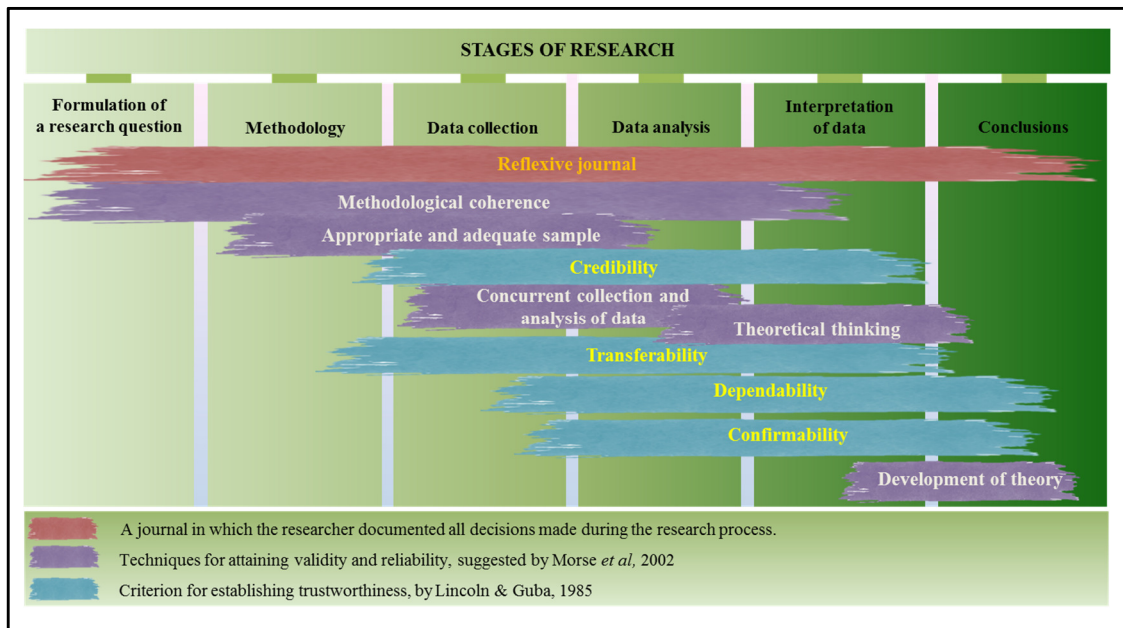 STAGES OF RESEARCH
Formulation of
a research question
Methodology
Data collection
Data analysis
Interpretation
of data
Conclusions
Reflexive journal
Methodological coherence
Appropriate and adequate sample
Credibility
Concurrent collection and
analysis of data
Theoretical thinking
Transferability
Dependability
Confirmability
Development of theory
A journal in which the researcher documented all decisions made during the research process.
Techniques for attaining validity and reliability, suggested by Morse et al, 2002
Criterion for establishing trustworthiness, by Lincoln & Guba, 1985